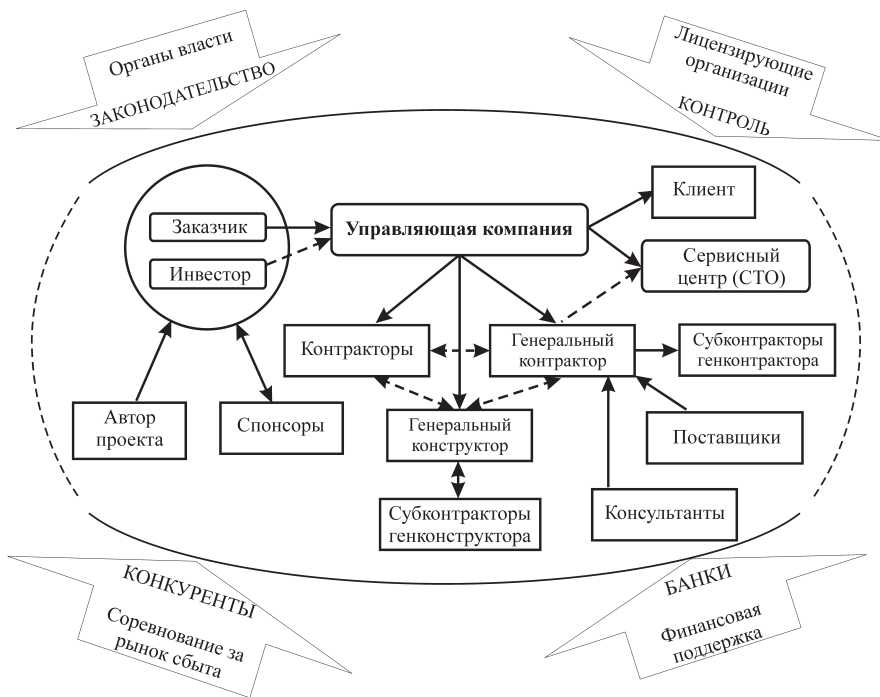 Органы власти
ЗАКОНОДАТЕЛЬСТВО
Лицензирующие
организации
КОНТРОЛЬ
Клиент
Заказчик
Управляющая компания
Инвестор
Сервисный
центр (СТО)
Контракторы
Генеральный
контрактор
Субконтракторы
генконтрактора
Автор
проекта
Спонсоры
Генеральный
конструктор
Поставщики
Субконтракторы
генконструктора
Консультанты
КОНКУРЕНТЫ
Соревнование за
рынок сбыта
БАНКИ
Финансовая
поддержка